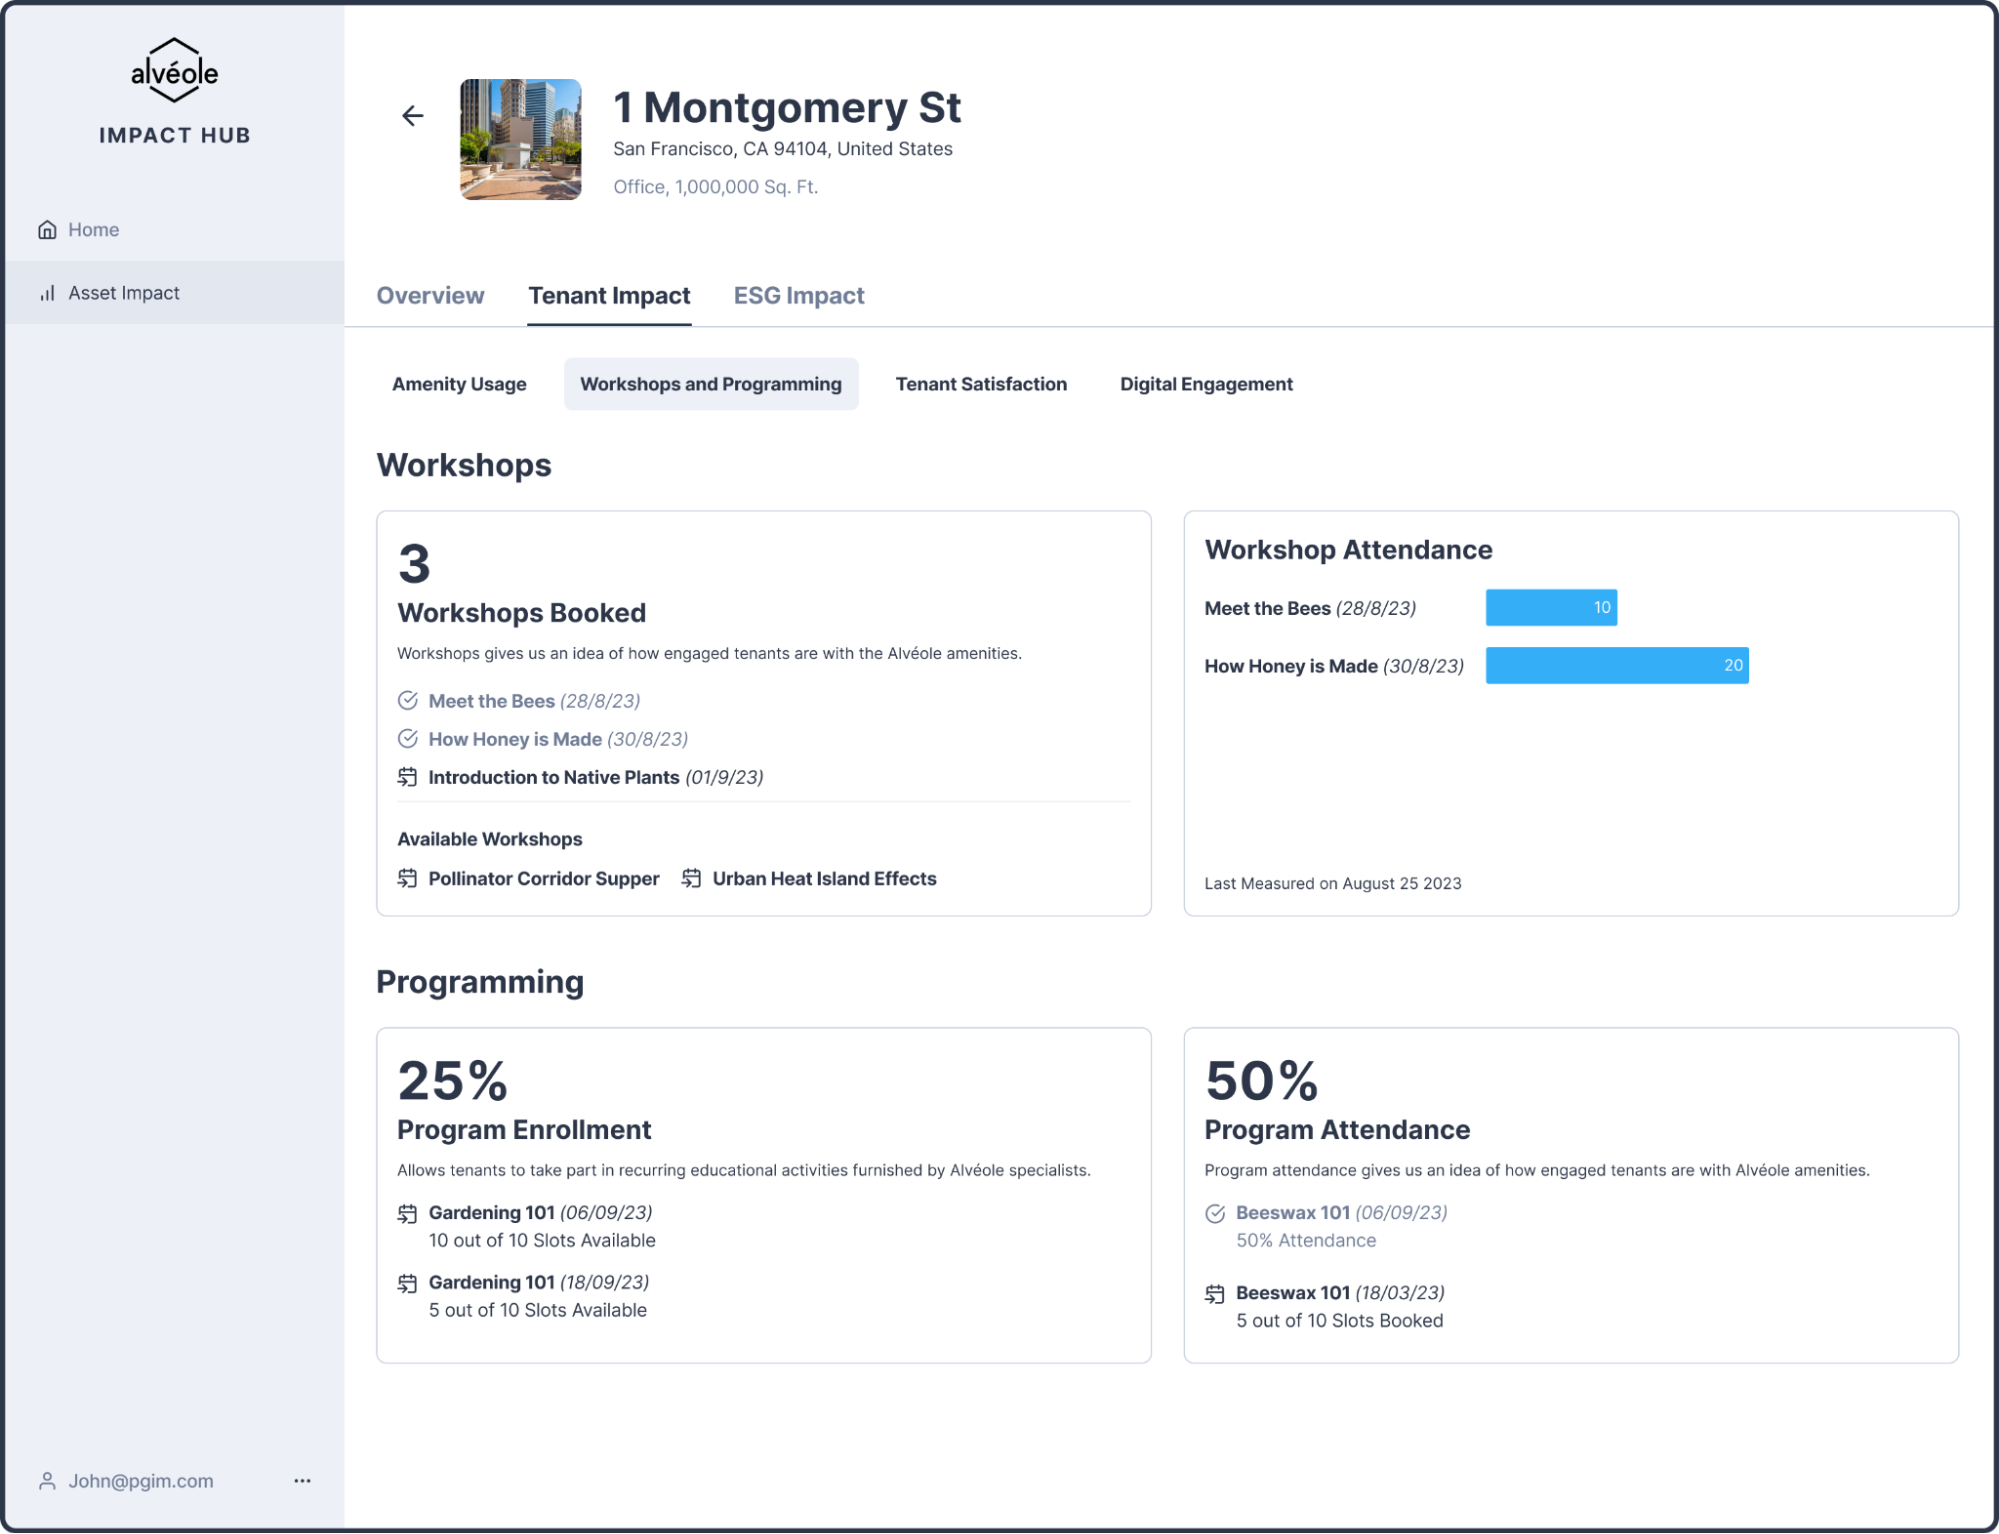 alvéole
IMPACT HUB
Home
Asset Impact
John@pgim.com
1 Montgomery St
San Francisco, CA 94104, United States
Office, 1,000,000 Sq. Ft.
Overview Tenant Impact ESG Impact
Amenity Usage Workshops and Programming Tenant Satisfaction Digital Engagement
Workshops
3
Workshops Booked
Workshops gives us an idea of how engaged tenants are with the Alvéole amenities.
Meet the Bees (28/8/23)
How Honey is Made (30/8/23)
Introduction to Native Plants (01/9/23)
Available Workshops
Pollinator Corridor Supper Urban Heat Island Effects
Workshop Attendance
Meet the Bees (28/8/23) 10
How Honey is Made (30/8/23) 20
Last Measured on August 25 2023
Programming
25%
Program Enrollment
Allows tenants to take part in recurring educational activities furnished by Alvéole specialists.
Gardening 101 (06/09/23)
10 out of 10 Slots Available
Gardening 101 (18/09/23)
5 out of 10 Slots Available
50%
Program Attendance
Program attendance gives us an idea of how engaged tenants are with Alvéole amenities.
Beeswax 101 (06/09/23)
50% Attendance
Beeswax 101 (18/03/23)
5 out of 10 Slots Booked